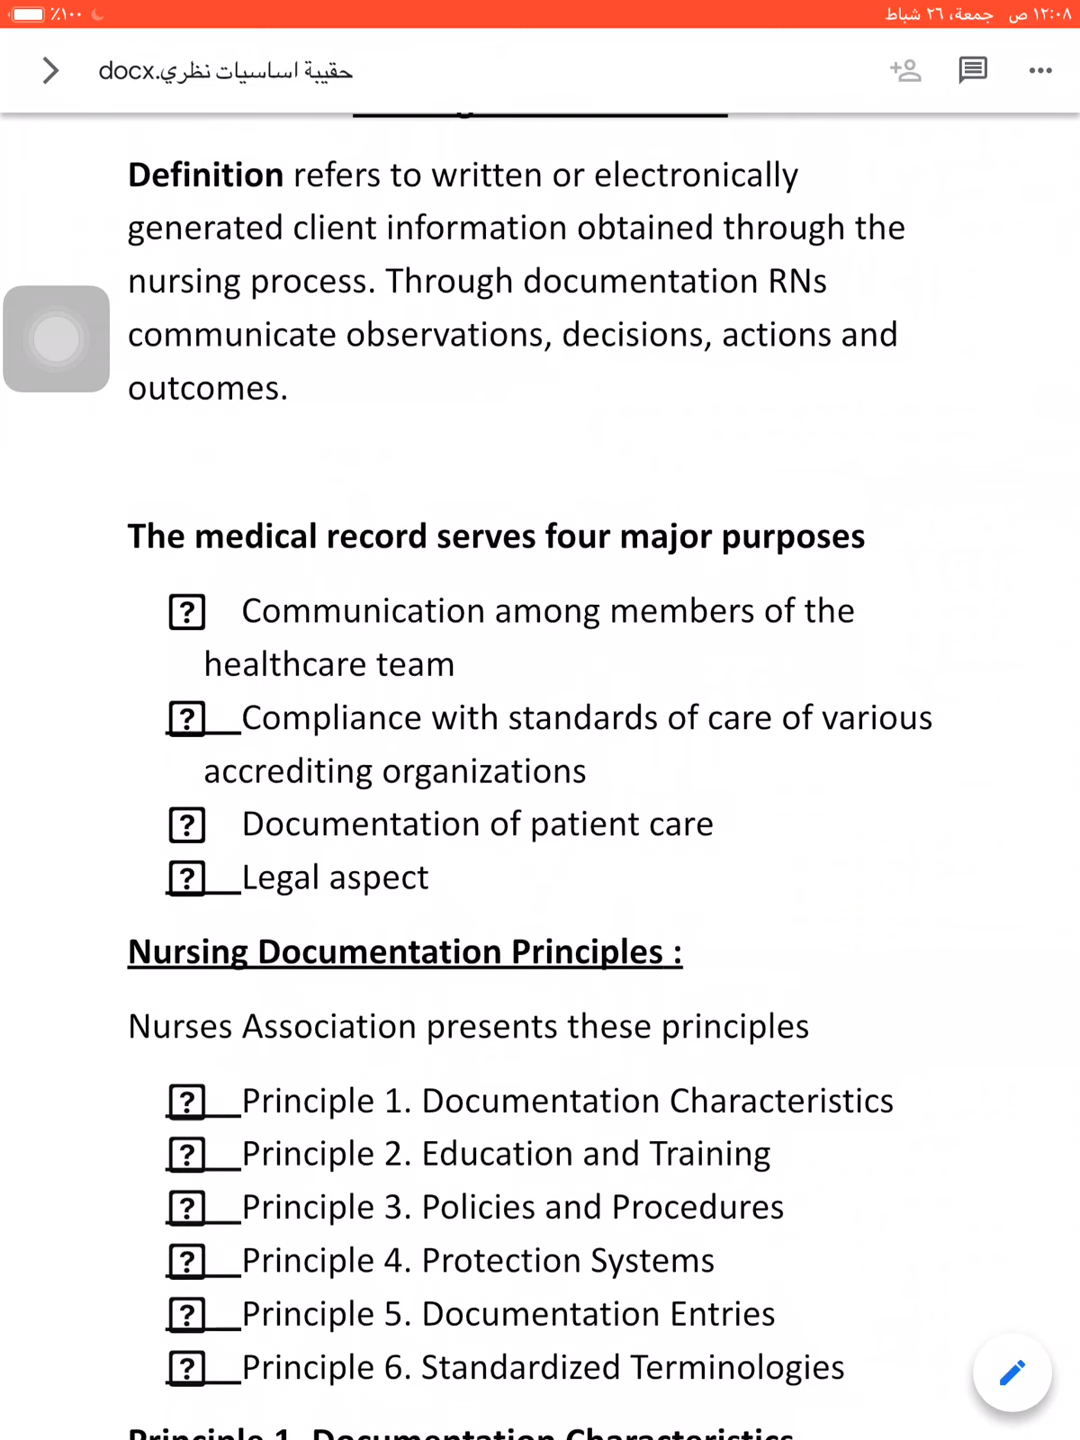 ٪١٠٠
١٢:٠٨ ص جمعة، ٢٦ شباط
حقيبة اساسيات نظري.docx
Definition refers to written or electronically
generated client information obtained through the
nursing process. Through documentation RNs
communicate observations, decisions, actions and
outcomes.
The medical record serves four major purposes
Communication among members of the
healthcare team
Compliance with standards of care of various
accrediting organizations
Documentation of patient care
Legal aspect
Nursing Documentation Principles :
Nurses Association presents these principles
Principle 1. Documentation Characteristics
Principle 2. Education and Training
Principle 3. Policies and Procedures
Principle 4. Protection Systems
Principle 5. Documentation Entries
Principle 6. Standardized Terminologies
Principle 1. Documentation Characteristics